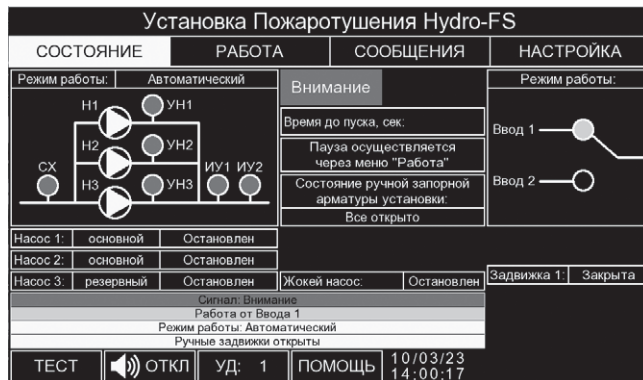 Установка Пожаротушения Hydro-FS
СОСТОЯНИЕ РАБОТА СООБЩЕНИЯ НАСТРОЙКА
Режим работы: Автоматический
Н1 УН1
Н2 УН2
СХ ИУ1 ИУ2
Н3 УН3
Внимание
Время до пуска, сек:
Пауза осуществляется
через меню "Работа"
Состояние ручной запорной
арматуры установки:
Все открыто
Режим работы:
Ввод 1
Ввод 2
Насос 1: основной Остановлен
Насос 2: основной Остановлен
Насос 3: резервный Остановлен
Жокей насос: Остановлен
Задвижка 1: Закрыта
Сигнал: Внимание
Работа от Ввода 1
Режим работы: Автоматический
Ручные задвижки открыты
ТЕСТ ОТКЛ УД: 1 ПОМОЩЬ
10/03/23
14:00:17